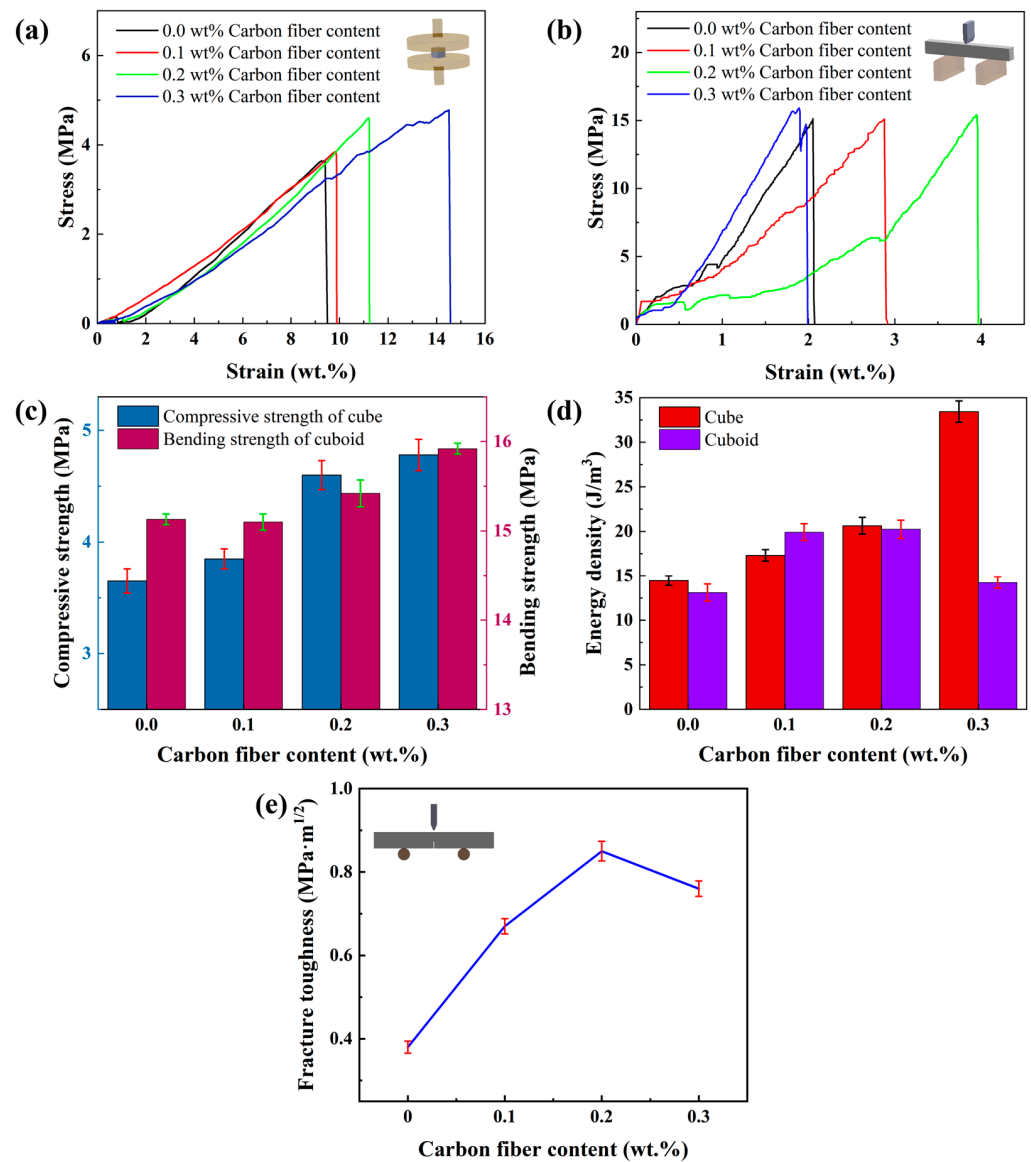 (a)
0.0 wt% Carbon fiber content
0.1 wt% Carbon fiber content
0.2 wt% Carbon fiber content
0.3 wt% Carbon fiber content
Stress (MPa)
6
4
2
0
0 2 4 6 8 10 12 14 16
Strain (wt.%)
(b)
0.0 wt% Carbon fiber content
0.1 wt% Carbon fiber content
0.2 wt% Carbon fiber content
0.3 wt% Carbon fiber content
Stress (MPa)
25
20
15
10
5
0
0 1 2 3 4
Strain (wt.%)
(c)
Compressive strength of cube
Bending strength of cuboid
Compressive strength (MPa)
5
4
3
Bending strength (MPa)
16
15
14
13
0.0 0.1 0.2 0.3
Carbon fiber content (wt.%)
(d)
Cube
Cuboid
Energy density (J/m³)
35
30
25
20
15
10
5
0
0.0 0.1 0.2 0.3
Carbon fiber content (wt.%)
(e)
Fracture toughness (MPa·m1/2)
1.0
0.8
0.6
0.4
0 0.1 0.2 0.3
Carbon fiber content (wt.%)